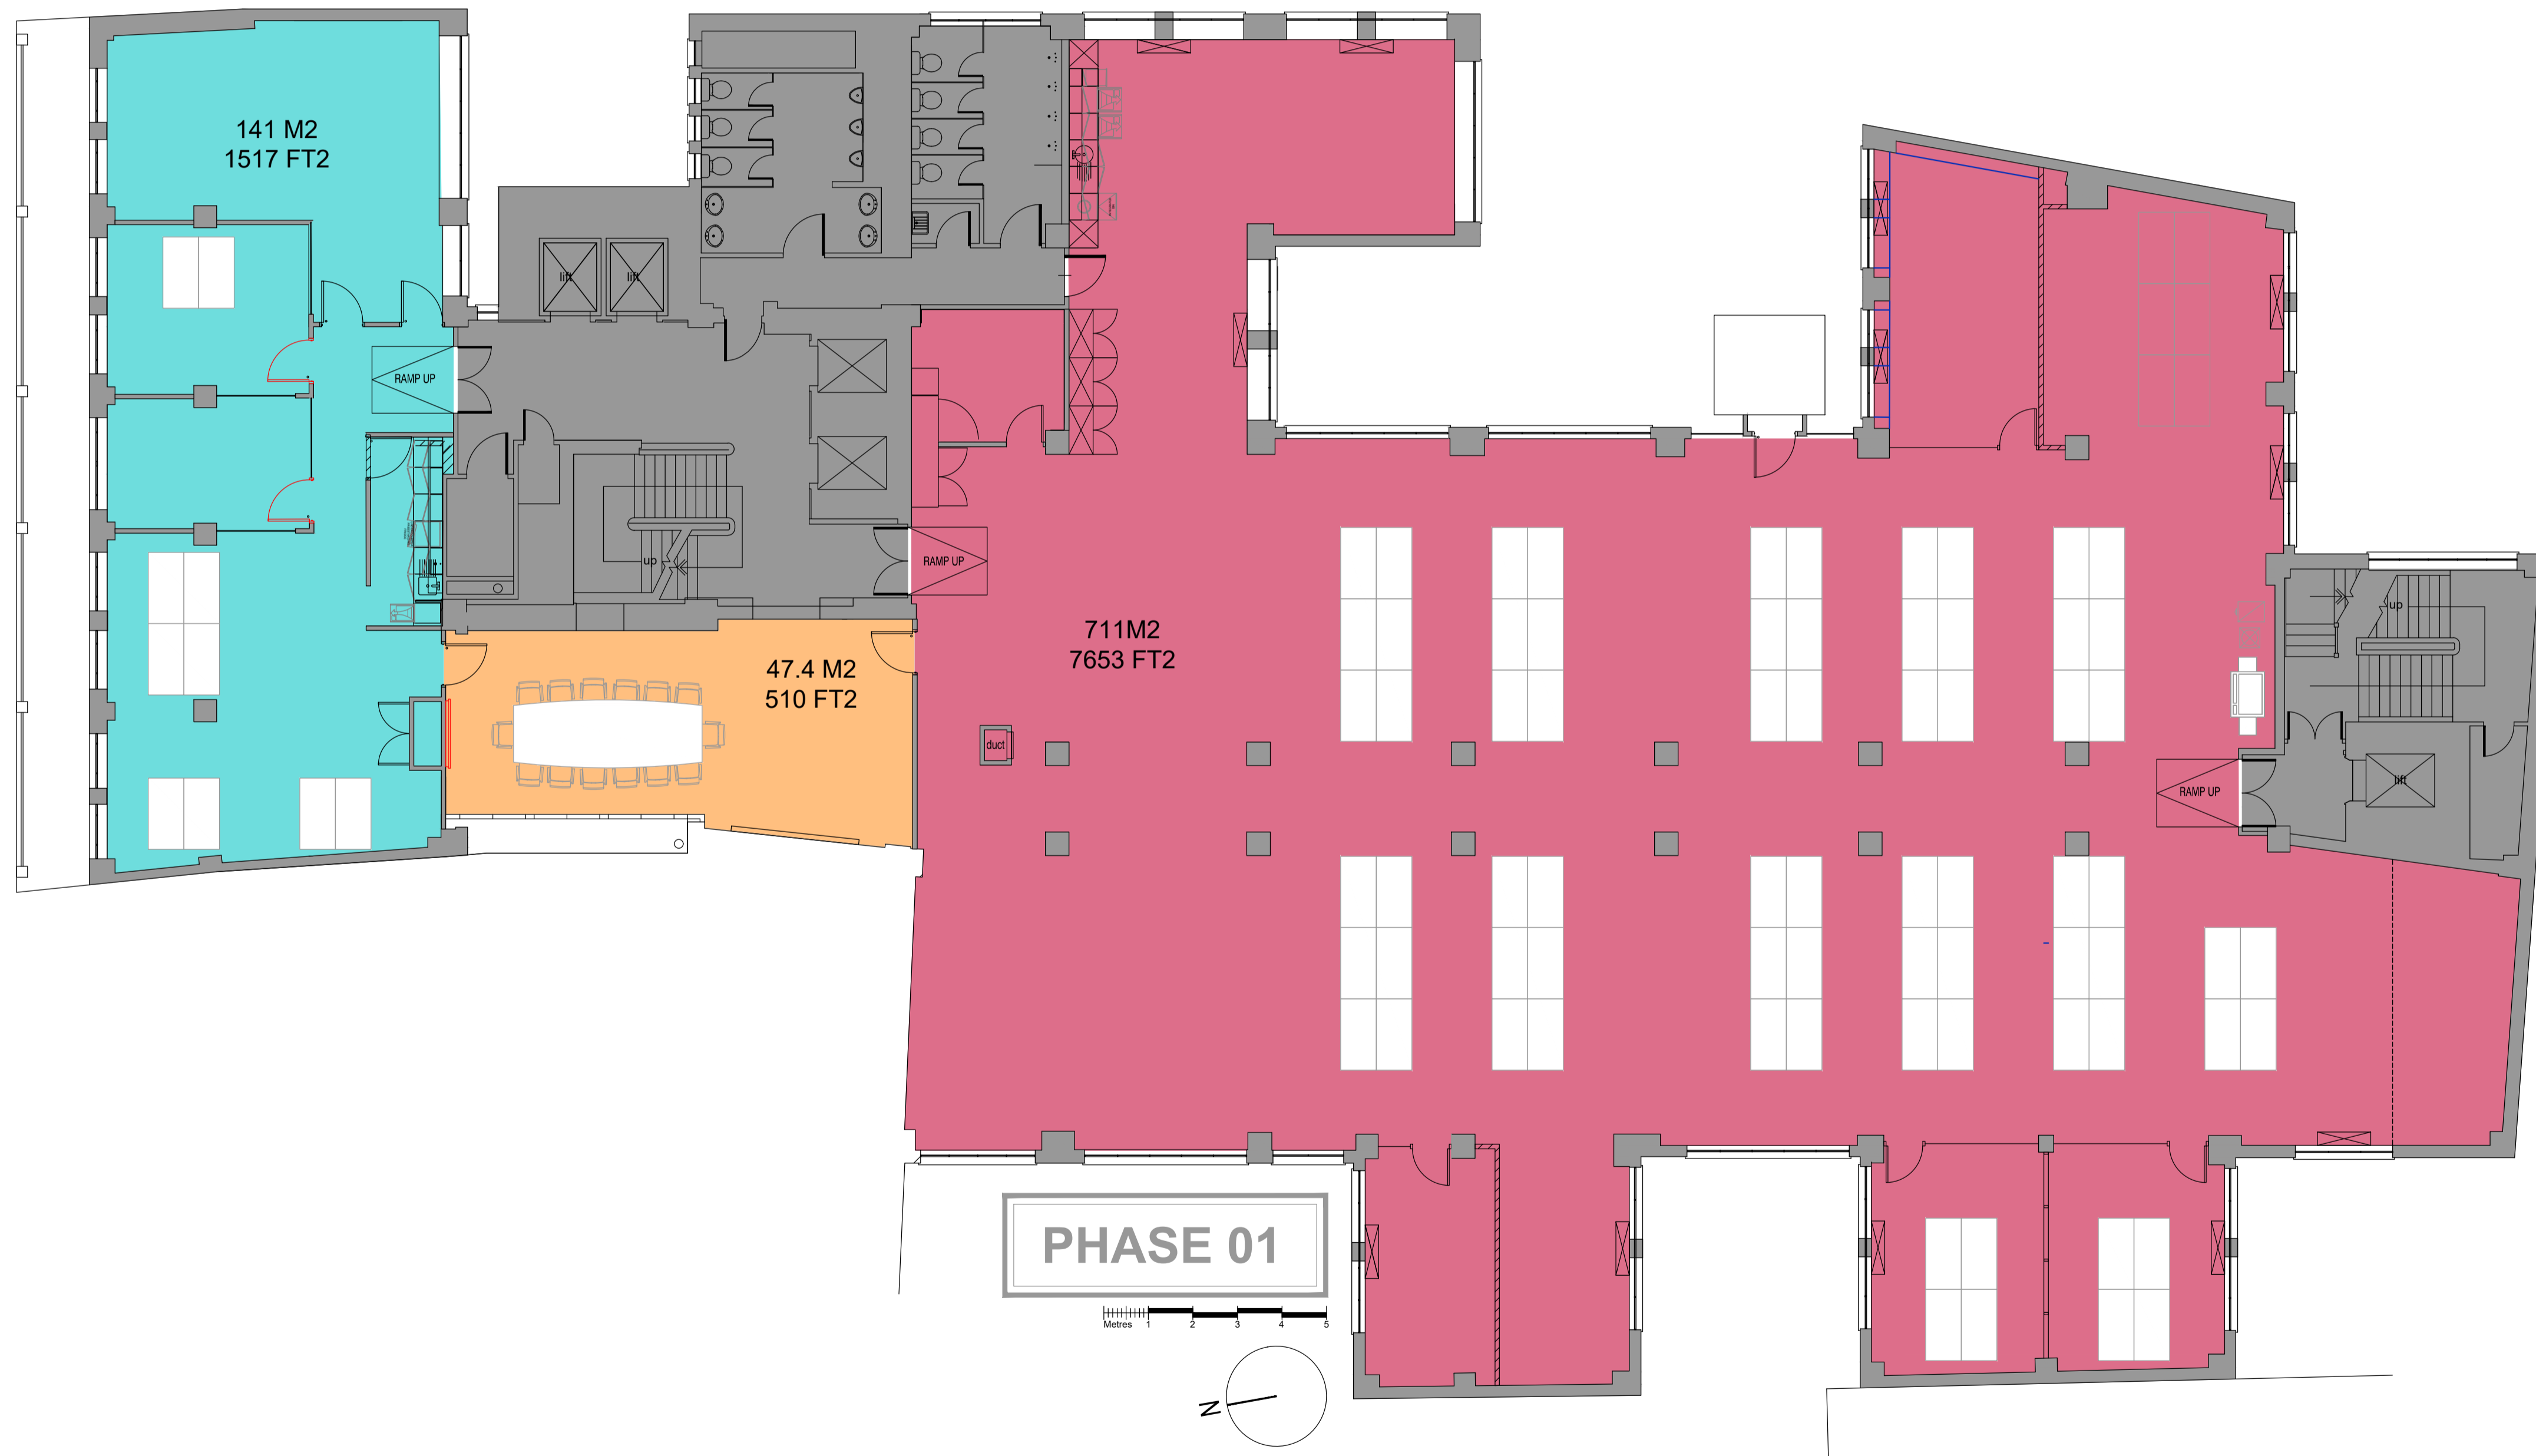 141 M2
1517 FT2
lift
lift
RAMP UP
up
RAMP UP
47.4 M2
510 FT2
711M2
7653 FT2
duct
up
RAMP UP
lift
PHASE 01
Metres 1 2 3 4 5
N